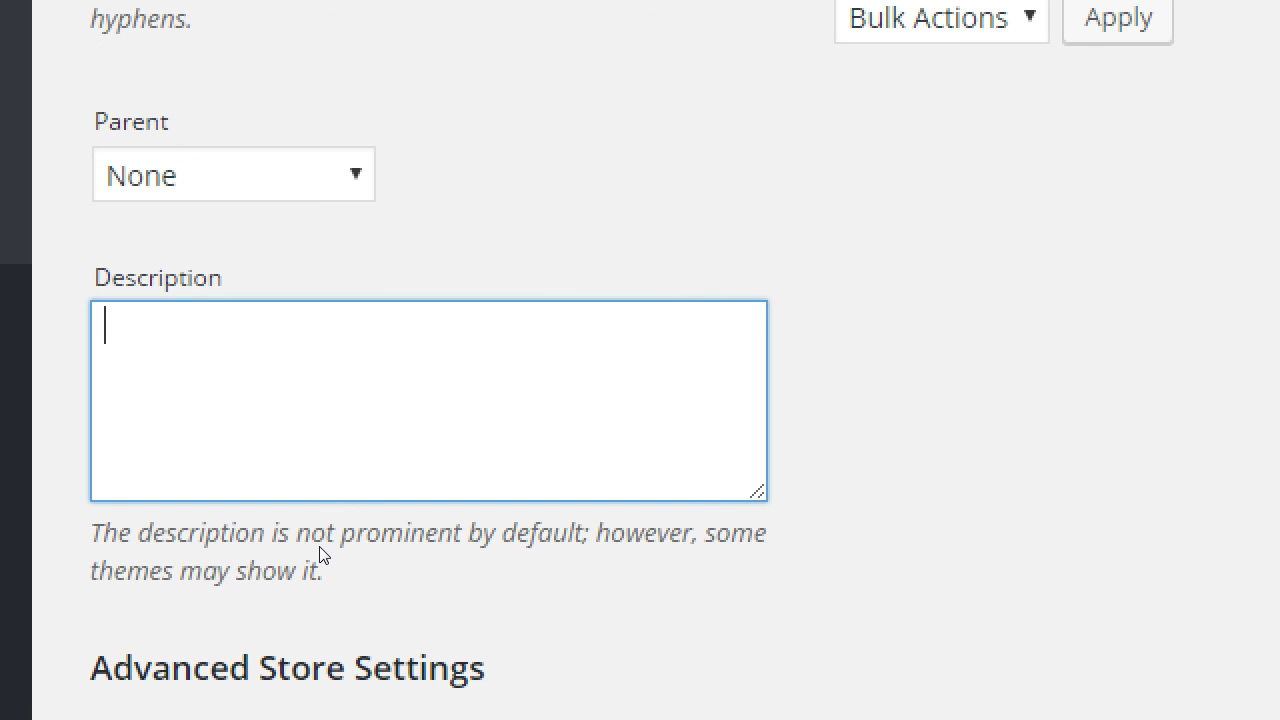 hyphens.
Bulk Actions Apply
Parent
None
Description
The description is not prominent by default; however, some
themes may show it.
Advanced Store Settings